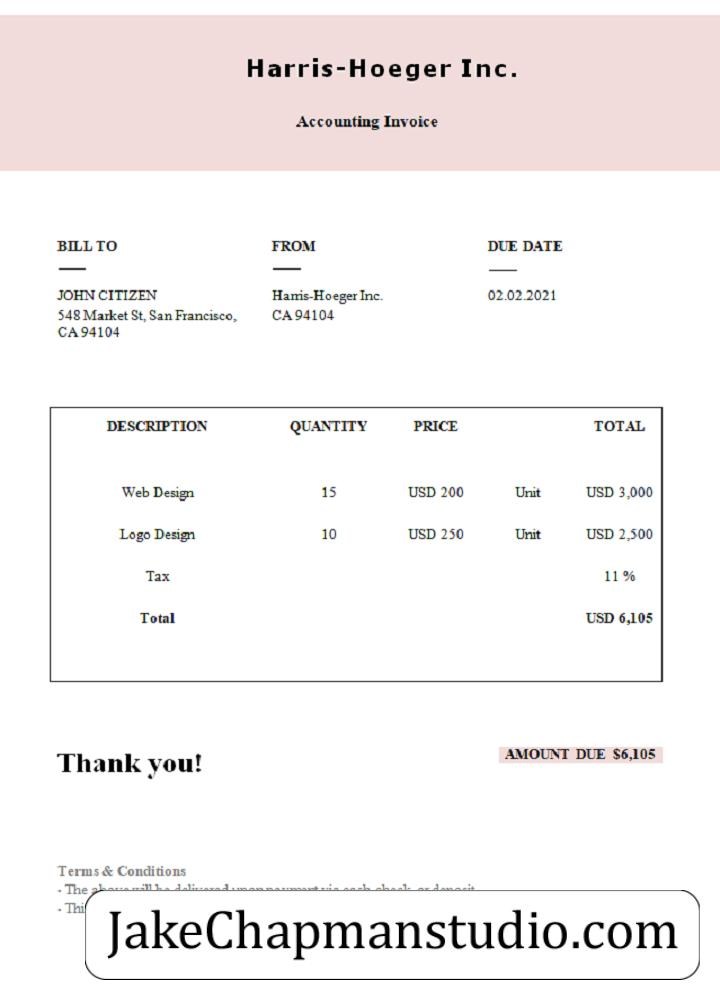 Harris-Hoeger Inc.
Accounting Invoice
BILL TO FROM DUE DATE
JOHN CITIZEN Harris-Hoeger Inc. 02.02.2021
548 Market St, San Francisco, CA 94104
CA 94104
DESCRIPTION QUANTITY PRICE TOTAL
Web Design 15 USD 200 Unit USD 3,000
Logo Design 10 USD 250 Unit USD 2,500
Tax 11 %
Total USD 6,105
Thank you! AMOUNT DUE $6,105
Terms & Conditions
- The above will be delivered upon payment via cash, check, or deposit
JakeChapmanstudio.com